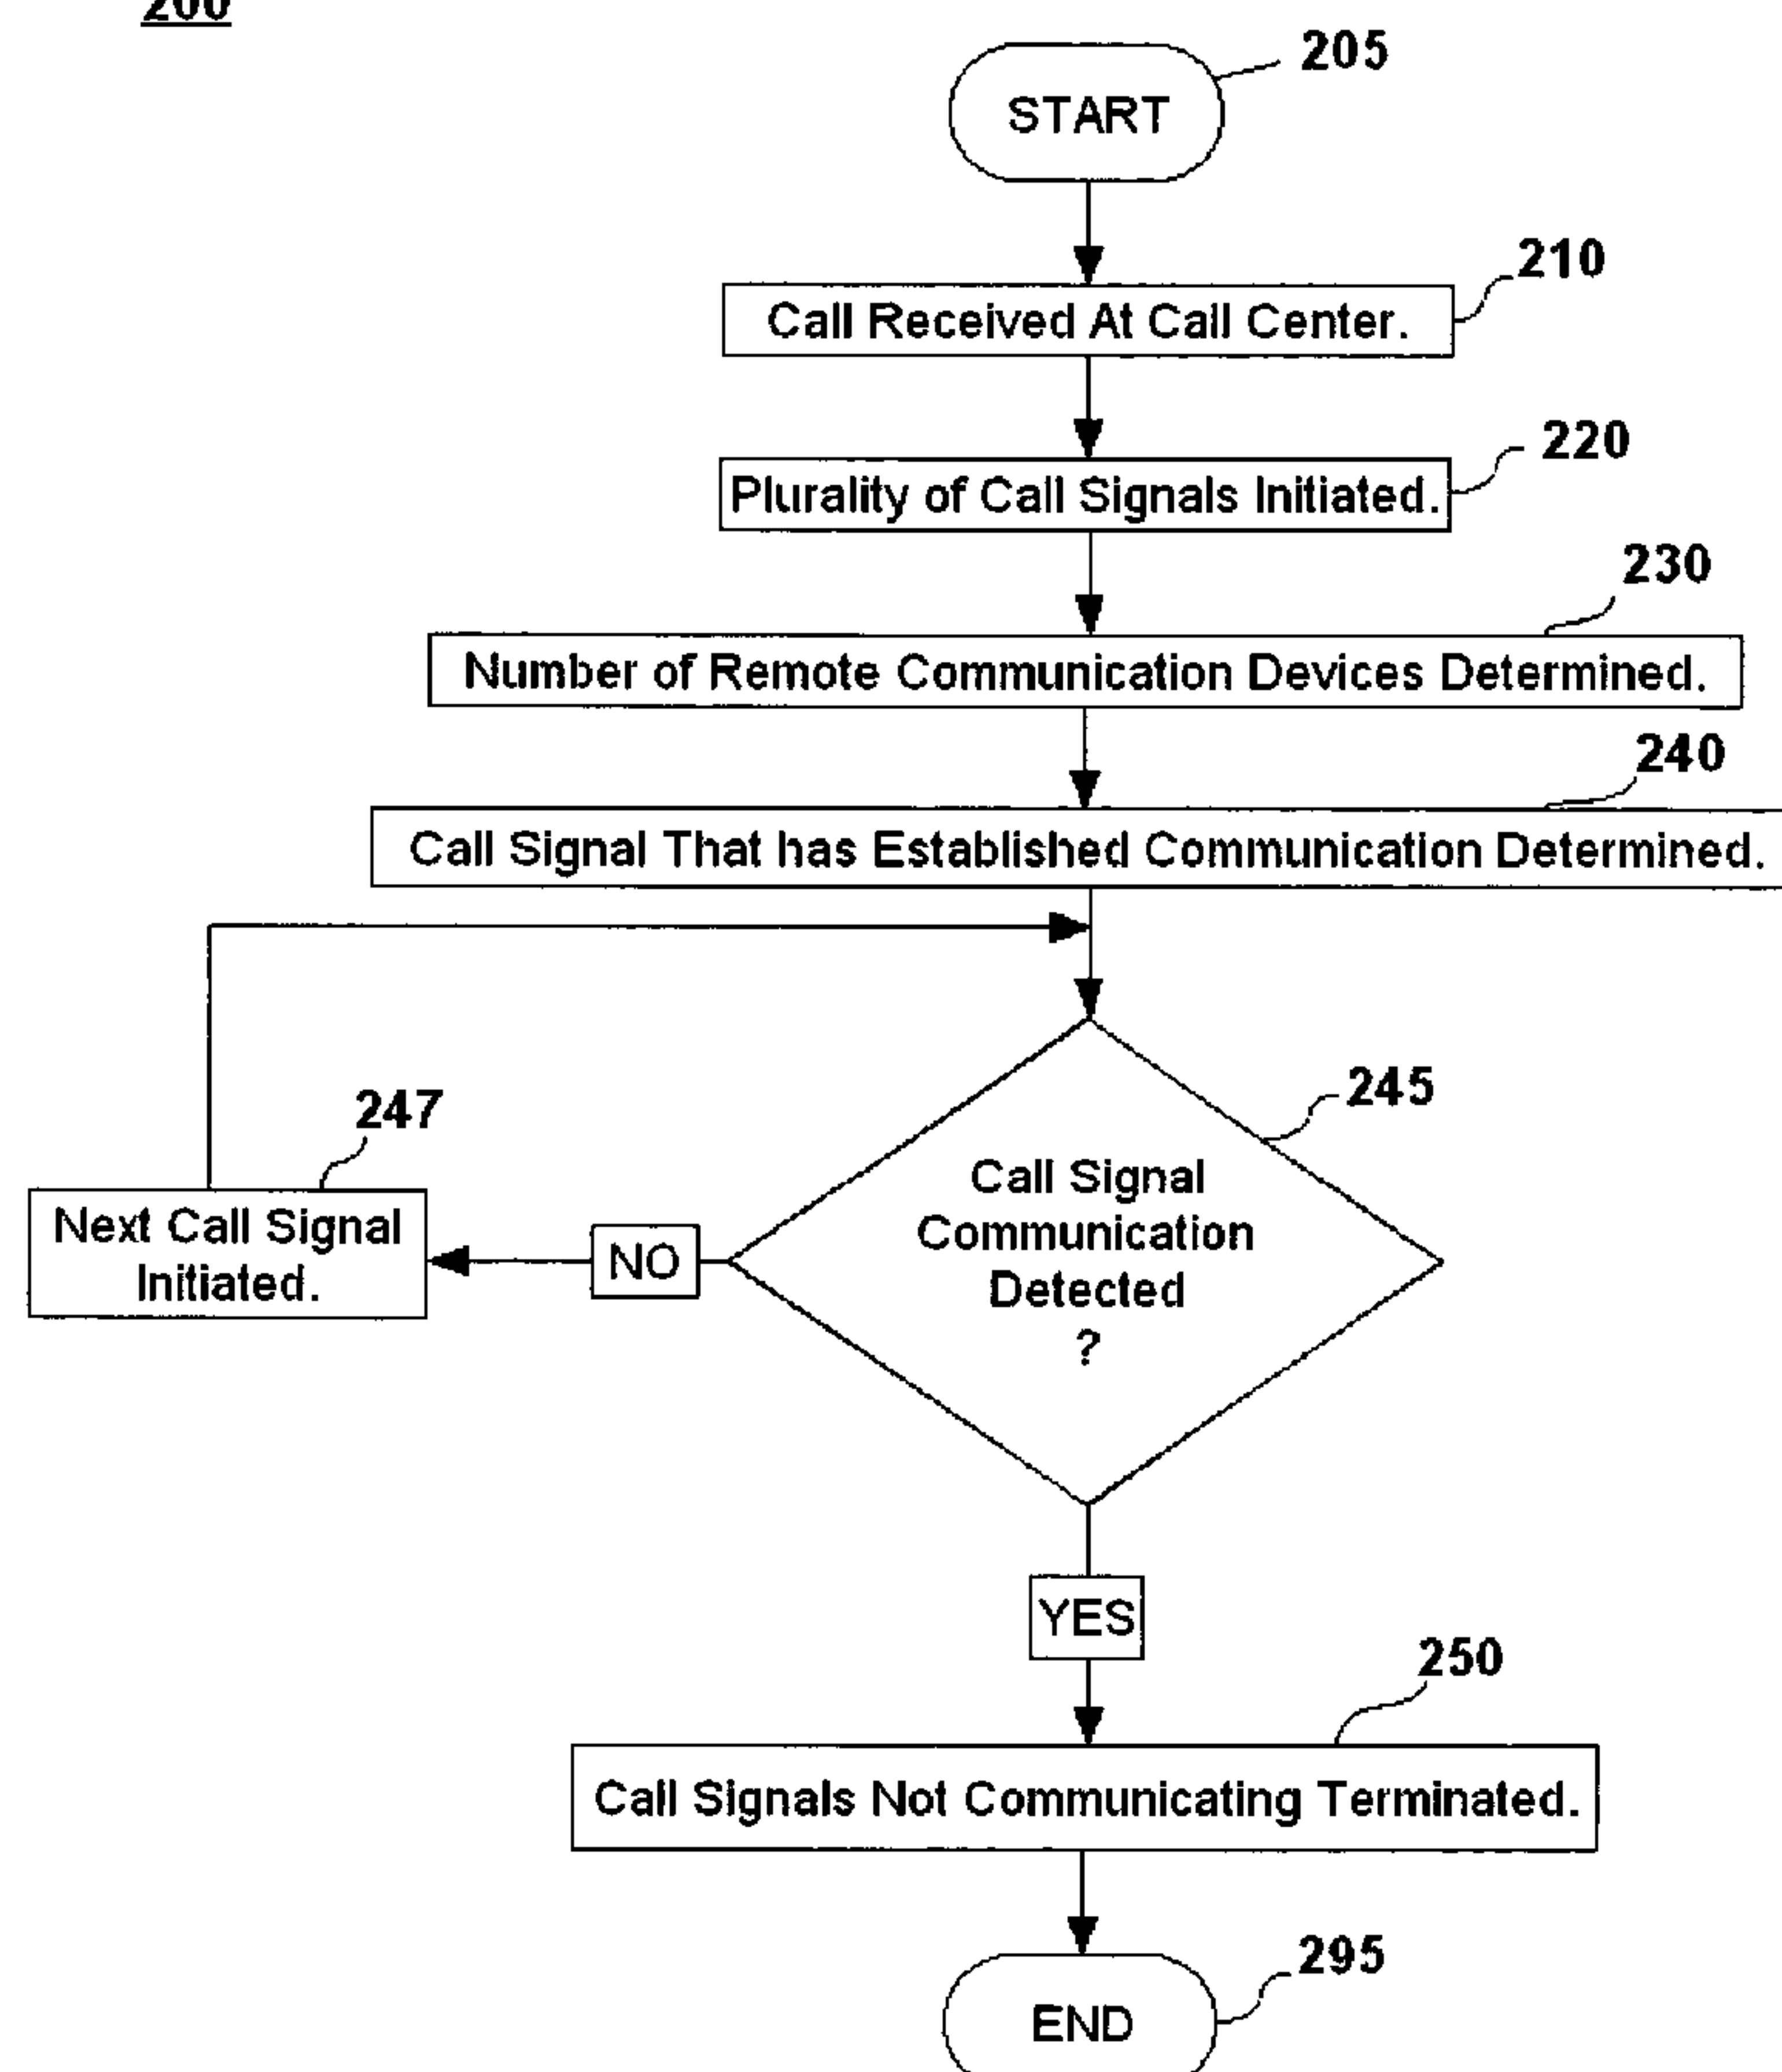 200
205
START
210
Call Received At Call Center.
220
Plurality of Call Signals Initiated.
230
Number of Remote Communication Devices Determined.
240
Call Signal That has Established Communication Determined.
245
247
Call Signal
Communication
Detected
?
Next Call Signal
Initiated.
NO
YES
250
Call Signals Not Communicating Terminated.
295
END